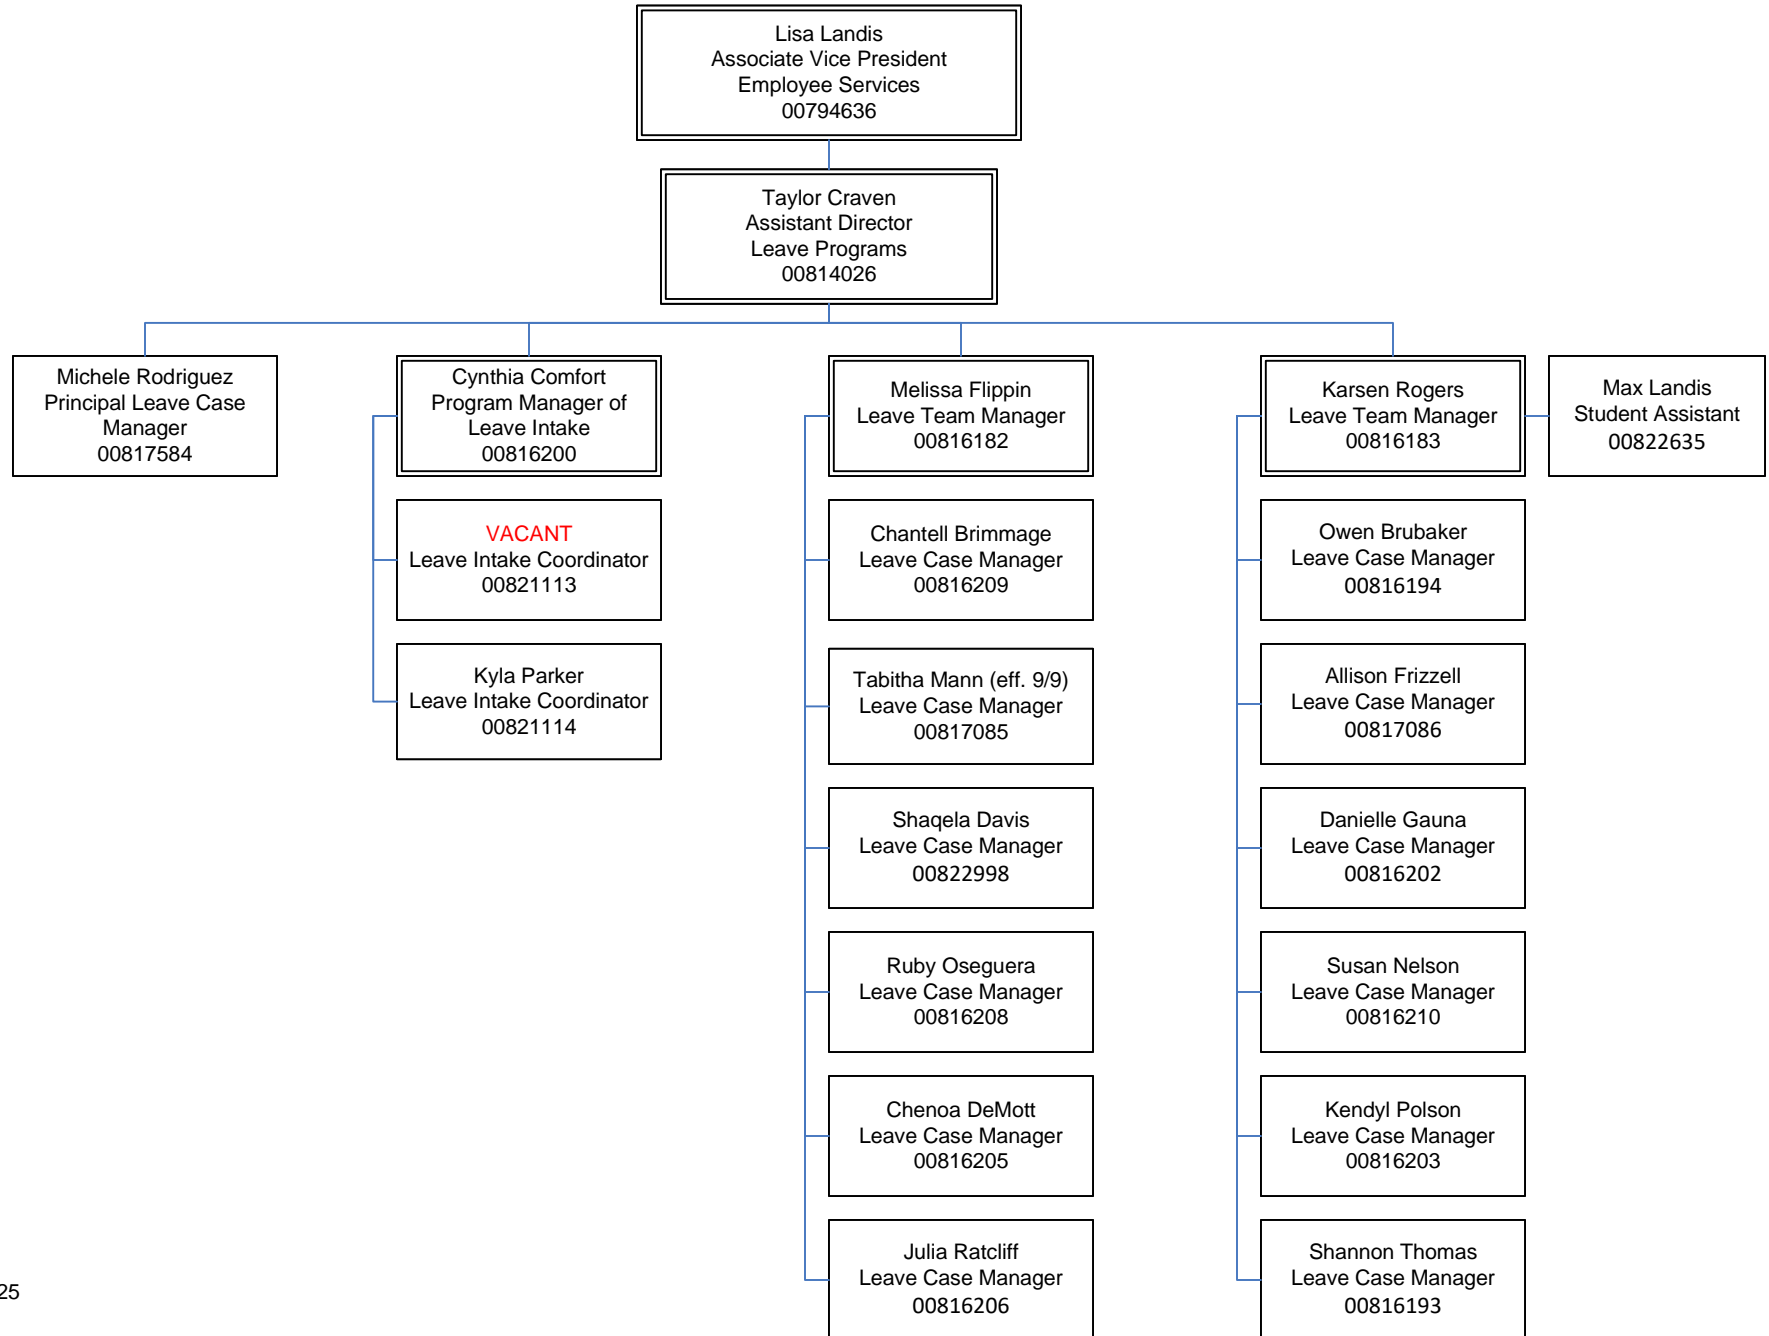 Lisa Landis
Associate Vice President
Employee Services
00794636
Taylor Craven
Assistant Director
Leave Programs
00814026
Michele Rodriguez
Principal Leave Case
Manager
00817584
Cynthia Comfort
Program Manager of
Leave Intake
00816200
Melissa Flippin
Leave Team Manager
00816182
Karsen Rogers
Leave Team Manager
00816183
Max Landis
Student Assistant
00822635
VACANT
Leave Intake Coordinator
00821113
Kyla Parker
Leave Intake Coordinator
00821114
Chantell Brimmage
Leave Case Manager
00816209
Tabitha Mann (eff. 9/9)
Leave Case Manager
00817085
Shaqela Davis
Leave Case Manager
00822998
Ruby Oseguera
Leave Case Manager
00816208
Chenoa DeMott
Leave Case Manager
00816205
Julia Ratcliff
Leave Case Manager
00816206
Owen Brubaker
Leave Case Manager
00816194
Allison Frizzell
Leave Case Manager
00817086
Danielle Gauna
Leave Case Manager
00816202
Susan Nelson
Leave Case Manager
00816210
Kendyl Polson
Leave Case Manager
00816203
Shannon Thomas
Leave Case Manager
00816193
25